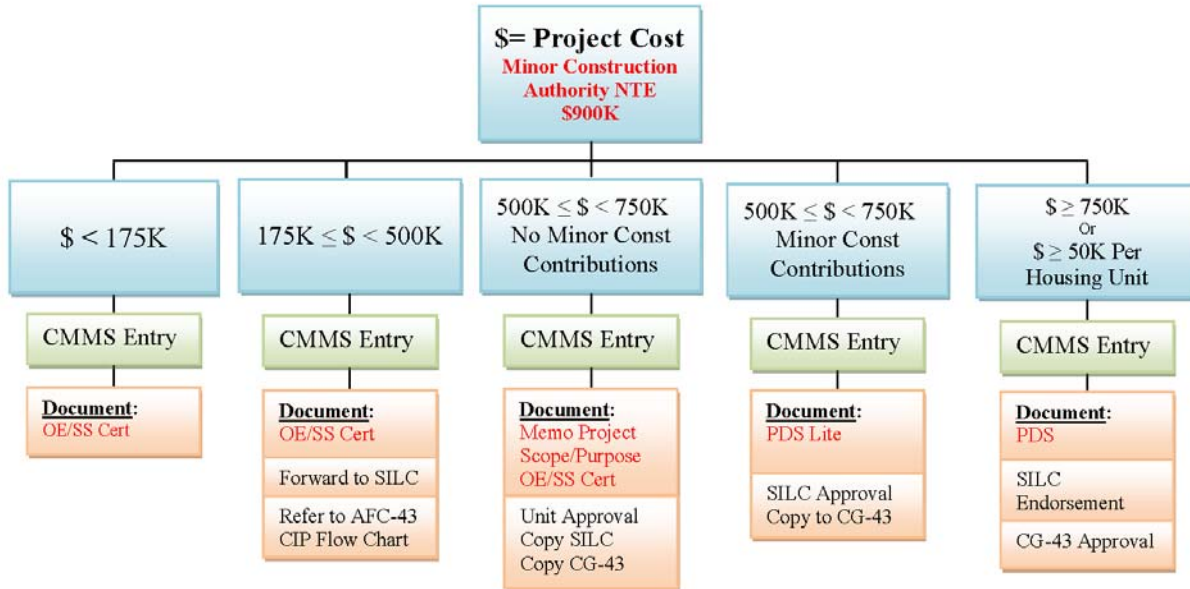 $= Project Cost
Minor Construction
Authority NTE
$900K
$ < 175K
CMMS Entry
Document:
OE/SS Cert
175K ≤ $ < 500K
CMMS Entry
Document:
OE/SS Cert
Forward to SILC
Refer to AFC-43
CIP Flow Chart
500K ≤ $ < 750K
No Minor Const
Contributions
CMMS Entry
Document:
Memo Project
Scope/Purpose
OE/SS Cert
Unit Approval
Copy SILC
Copy CG-43
500K ≤ $ < 750K
Minor Const
Contributions
CMMS Entry
Document:
PDS Lite
SILC Approval
Copy to CG-43
$ ≥ 750K
Or
$ ≥ 50K Per
Housing Unit
CMMS Entry
Document:
PDS
SILC
Endorsement
CG-43 Approval